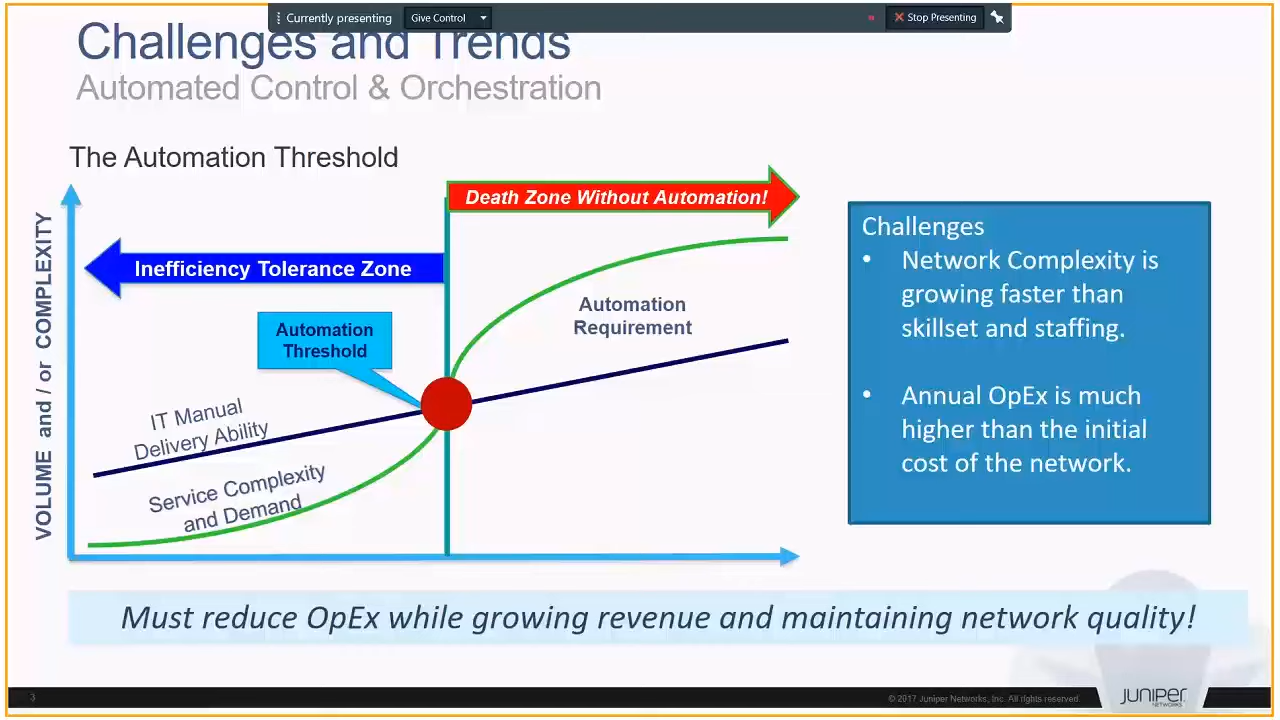 Currently presenting
Give Control
Stop Presenting
Challenges and Trends
Automated Control & Orchestration
The Automation Threshold
Death Zone Without Automation!
Inefficiency Tolerance Zone
Automation
Threshold
Automation
Requirement
IT Manual
Delivery Ability
Service Complexity
and Demand
VOLUME and / or COMPLEXITY
Challenges
• Network Complexity is
growing faster than
skillset and staffing.
• Annual OpEx is much
higher than the initial
cost of the network.
Must reduce OpEx while growing revenue and maintaining network quality!
3
© 2017 Juniper Networks, Inc. All rights reserved.
JUNIPER
NETWORKS